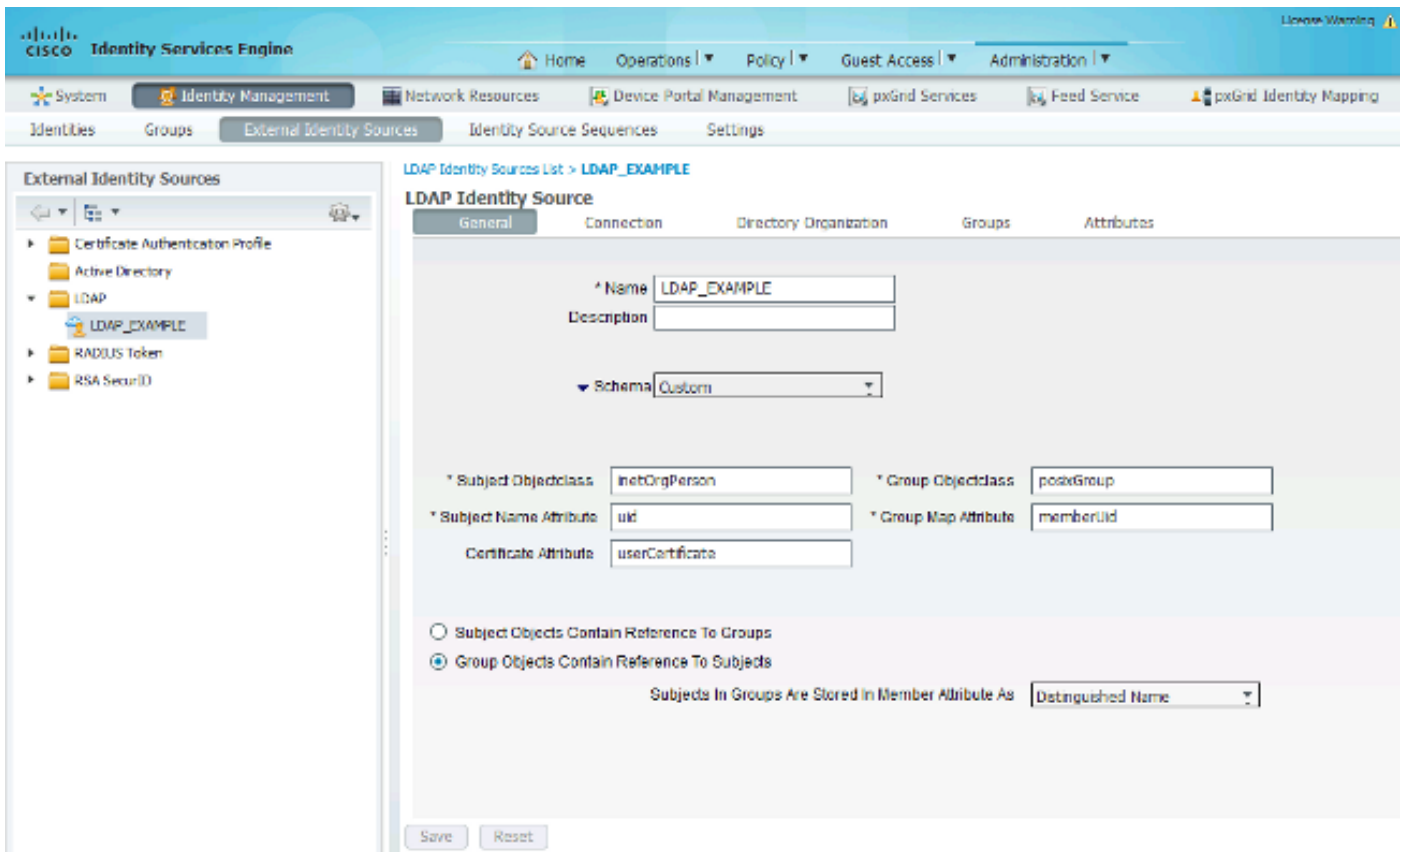 License Warning
CISCO Identity Services Engine
Home Operations Policy Guest Access Administration
System Identity Management Network Resources Device Portal Management pxGrid Services Feed Service pxGrid Identity Mapping
Identities Groups External Identity Sources Identity Source Sequences Settings
External Identity Sources
Certificate Authentication Profile
Active Directory
LDAP
LDAP_EXAMPLE
RADIUS Token
RSA SecurID
LDAP Identity Sources List > LDAP_EXAMPLE
LDAP Identity Source
General Connection Directory Organization Groups Attributes
* Name LDAP_EXAMPLE
Description
Schema Custom
* Subject Objectclass inetOrgPerson * Group Objectclass posixGroup
* Subject Name Attribute uid * Group Map Attribute memberUid
Certificate Attribute userCertificate
Subject Objects Contain Reference To Groups
Group Objects Contain Reference To Subjects
Subjects In Groups Are Stored In Member Attribute As Distinguished Name
Save Reset